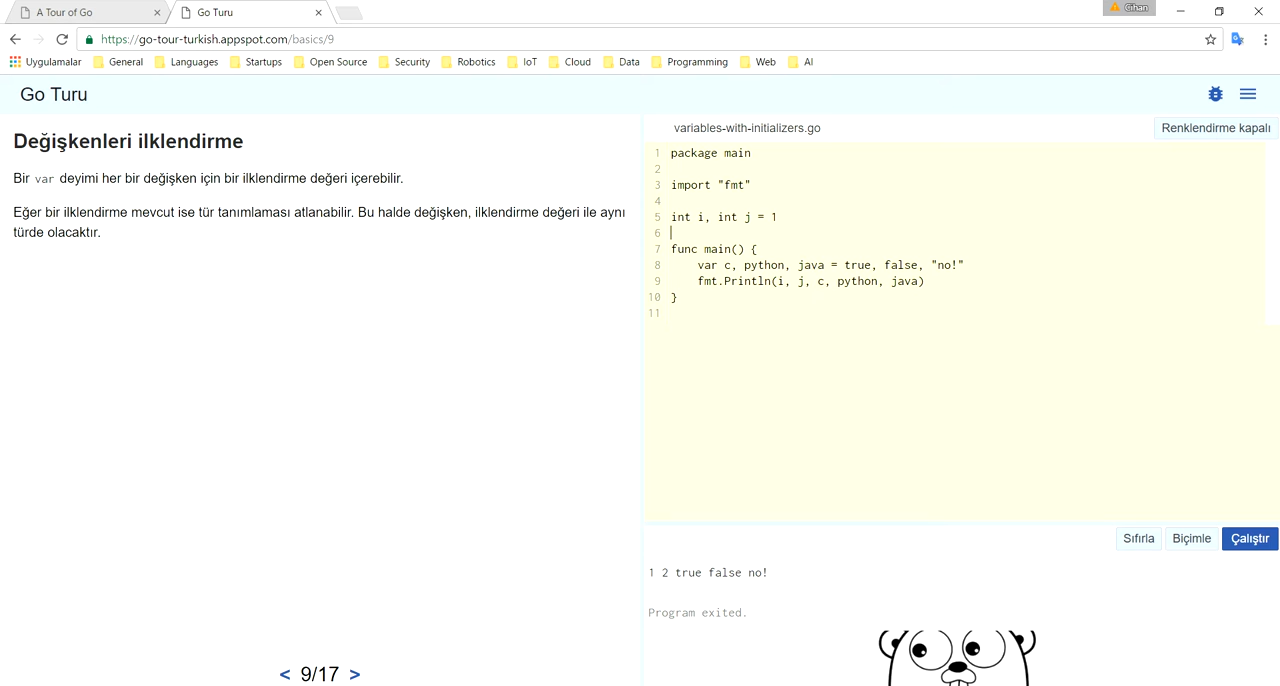 A Tour of Go
Go Turu
Cihan
https://go-tour-turkish.appspot.com/basics/9
Uygulamalar General Languages Startups Open Source Security Robotics IoT Cloud Data Programming Web AI
Go Turu
Değişkenleri ilklendirme
Bir var deyimi her bir değişken için bir ilklendirme değeri içerebilir.
Eğer bir ilklendirme mevcut ise tür tanımlaması atlanabilir. Bu halde değişken, ilklendirme değeri ile aynı
türde olacaktır.
< 9/17 >
variables-with-initializers.go
Renklendirme kapalı
1 package main
2
3 import "fmt"
4
5 int i, int j = 1
6
7 func main() {
8 var c, python, java = true, false, "no!"
9 fmt.Println(i, j, c, python, java)
10 }
11
Sıfırla Biçimle Çalıştır
1 2 true false no!
Program exited.